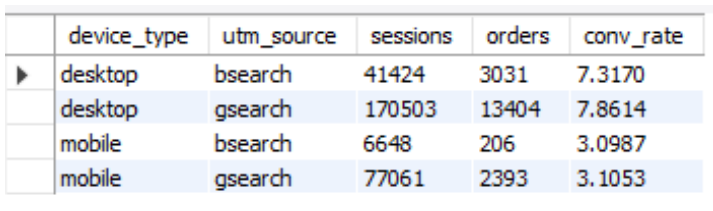 device_type utm_source sessions orders conv_rate
desktop bsearch 41424 3031 7.3170
desktop gsearch 170503 13404 7.8614
mobile bsearch 6648 206 3.0987
mobile gsearch 77061 2393 3.1053